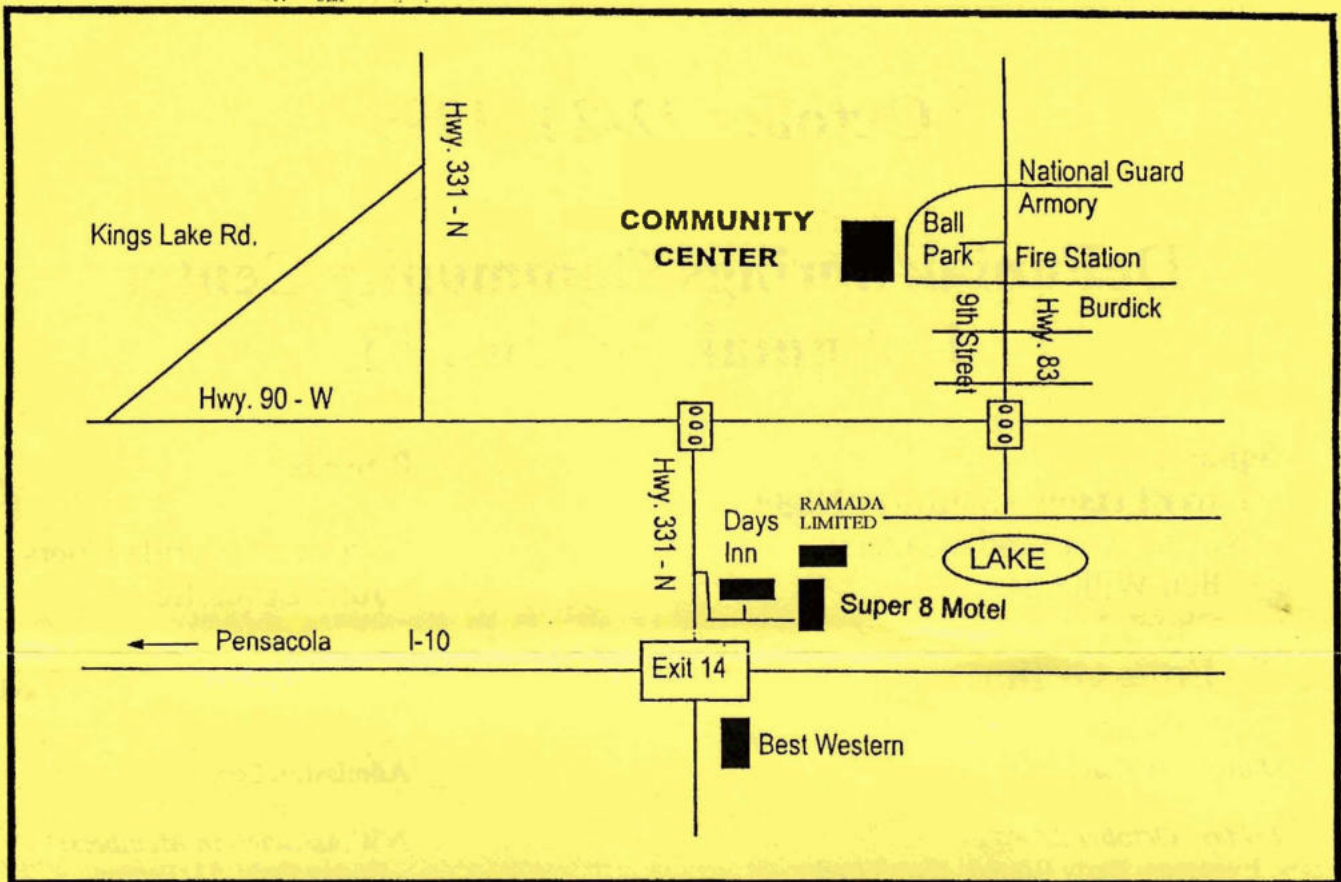 Hwy. 331 - N
Kings Lake Rd.
Hwy. 90 - W
COMMUNITY
CENTER
Ball
Park
National Guard
Armory
Fire Station
Burdick
9th Street
Hwy. 83
Hwy. 331 - N
Days
Inn
RAMADA
LIMITED
LAKE
Super 8 Motel
Pensacola I-10
Exit 14
Best Western